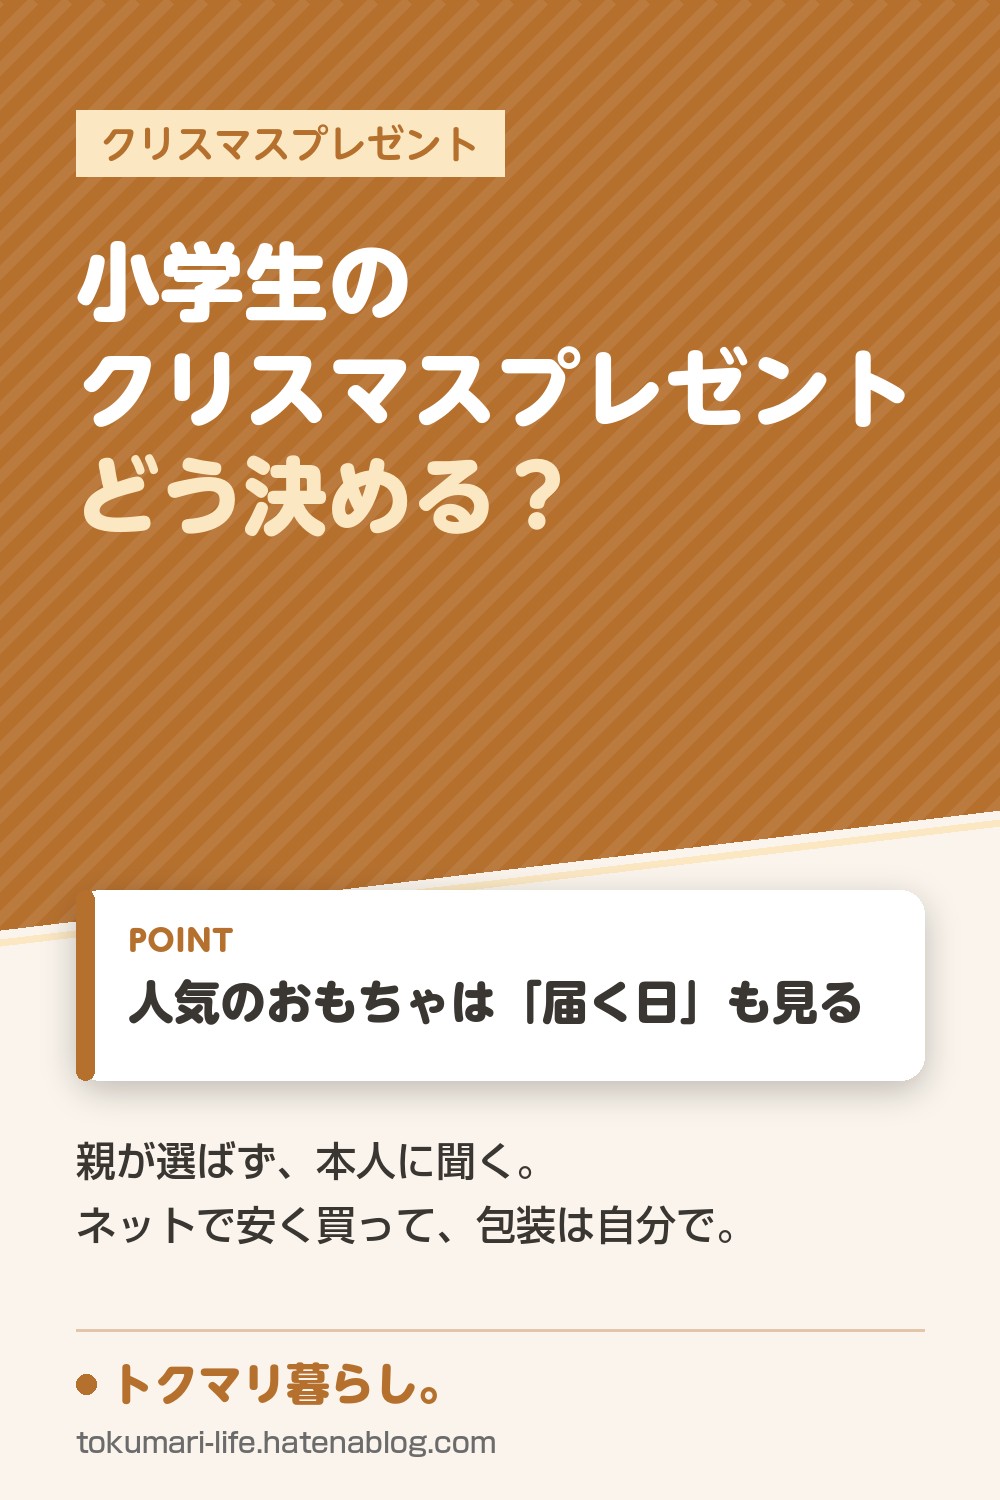 クリスマスプレゼント
小学生の
クリスマスプレゼント
どう決める？
POINT
人気のおもちゃは「届く日」も見る
親が選ばず、本人に聞く。
ネットで安く買って、包装は自分で。
トクマリ暮らし。
tokumari-life.hatenablog.com